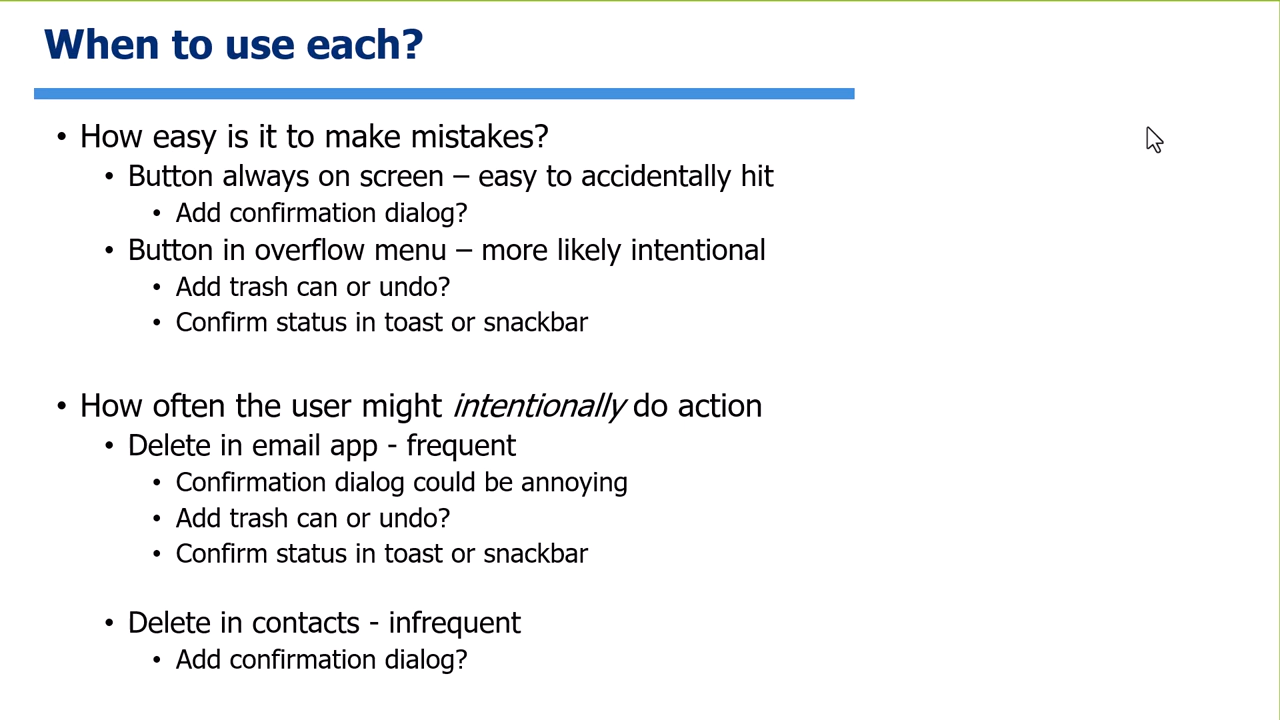 When to use each?
• How easy is it to make mistakes?
• Button always on screen – easy to accidentally hit
• Add confirmation dialog?
• Button in overflow menu – more likely intentional
• Add trash can or undo?
• Confirm status in toast or snackbar
• How often the user might intentionally do action
• Delete in email app - frequent
• Confirmation dialog could be annoying
• Add trash can or undo?
• Confirm status in toast or snackbar
• Delete in contacts - infrequent
• Add confirmation dialog?